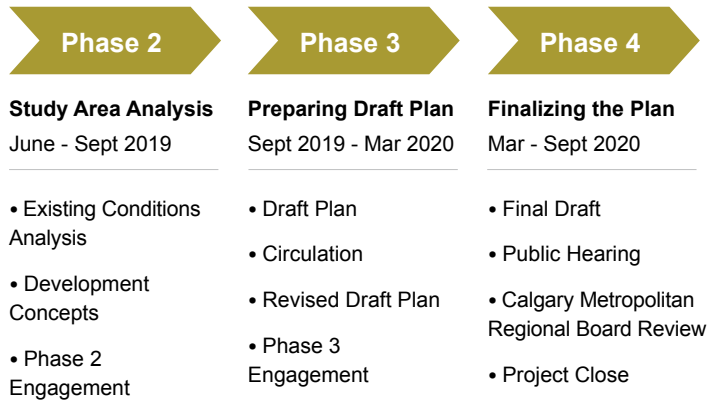 Phase 2
Study Area Analysis
June - Sept 2019
• Existing Conditions
Analysis
• Development
Concepts
• Phase 2
Engagement
Phase 3
Preparing Draft Plan
Sept 2019 - Mar 2020
• Draft Plan
• Circulation
• Revised Draft Plan
• Phase 3
Engagement
Phase 4
Finalizing the Plan
Mar - Sept 2020
• Final Draft
• Public Hearing
• Calgary Metropolitan
Regional Board Review
• Project Close